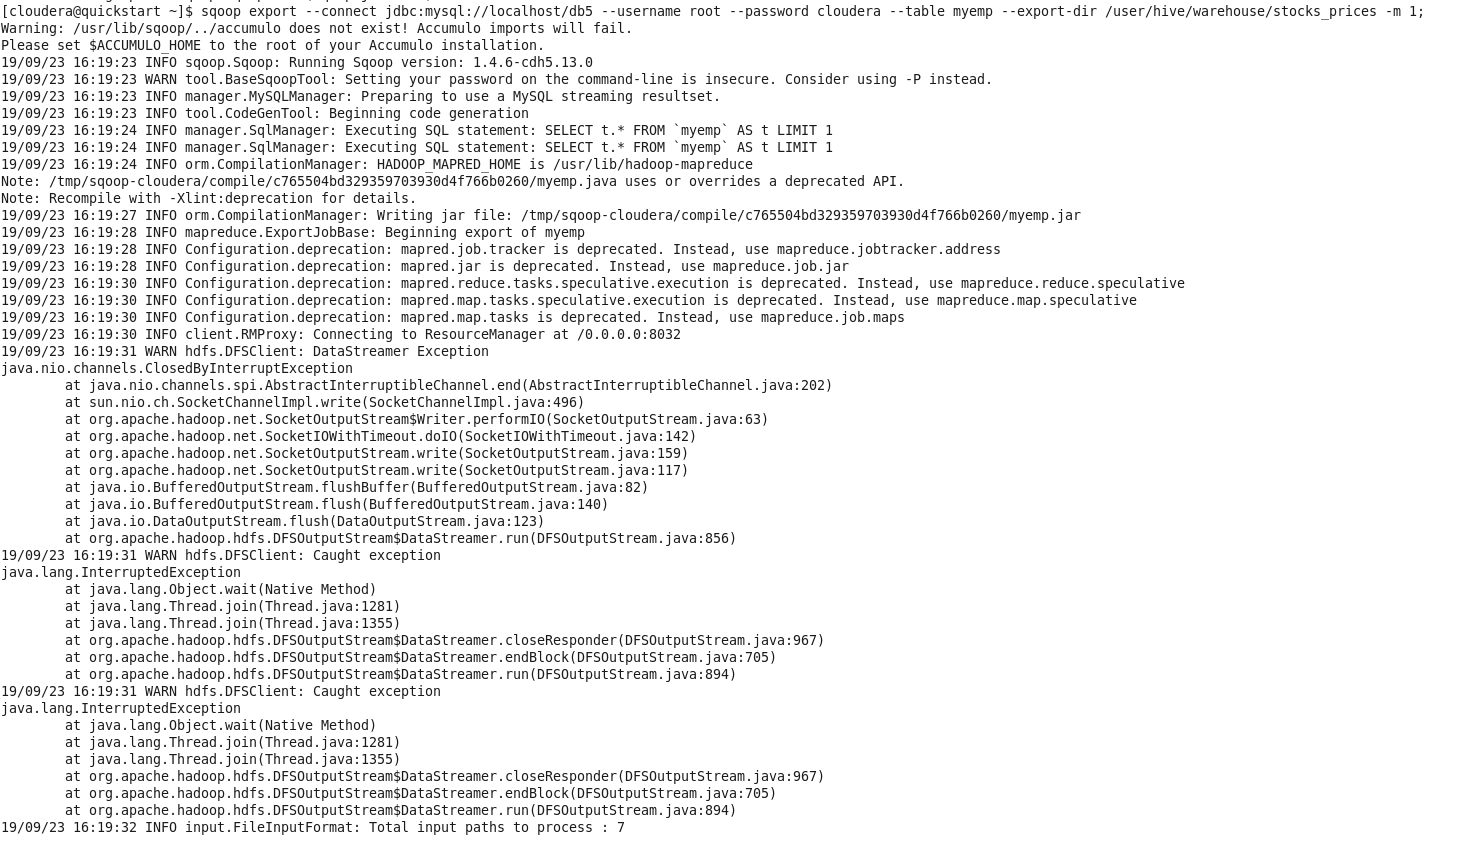 [cloudera@quickstart ~]$ sqoop export --connect jdbc:mysql://localhost/db5 --username root --password cloudera --table myemp --export-dir /user/hive/warehouse/stocks_prices -m 1;
Warning: /usr/lib/sqoop/../accumulo does not exist! Accumulo imports will fail.
Please set $ACCUMULO_HOME to the root of your Accumulo installation.
19/09/23 16:19:23 INFO sqoop.Sqoop: Running Sqoop version: 1.4.6-cdh5.13.0
19/09/23 16:19:23 WARN tool.BaseSqoopTool: Setting your password on the command-line is insecure. Consider using -P instead.
19/09/23 16:19:23 INFO manager.MySQLManager: Preparing to use a MySQL streaming resultset.
19/09/23 16:19:23 INFO tool.CodeGenTool: Beginning code generation
19/09/23 16:19:24 INFO manager.SqlManager: Executing SQL statement: SELECT t.* FROM `myemp` AS t LIMIT 1
19/09/23 16:19:24 INFO manager.SqlManager: Executing SQL statement: SELECT t.* FROM `myemp` AS t LIMIT 1
19/09/23 16:19:24 INFO orm.CompilationManager: HADOOP_MAPRED_HOME is /usr/lib/hadoop-mapreduce
Note: /tmp/sqoop-cloudera/compile/c765504bd329359703930d4f766b0260/myemp.java uses or overrides a deprecated API.
Note: Recompile with -Xlint:deprecation for details.
19/09/23 16:19:27 INFO orm.CompilationManager: Writing jar file: /tmp/sqoop-cloudera/compile/c765504bd329359703930d4f766b0260/myemp.jar
19/09/23 16:19:28 INFO mapreduce.ExportJobBase: Beginning export of myemp
19/09/23 16:19:28 INFO Configuration.deprecation: mapred.job.tracker is deprecated. Instead, use mapreduce.jobtracker.address
19/09/23 16:19:28 INFO Configuration.deprecation: mapred.jar is deprecated. Instead, use mapreduce.job.jar
19/09/23 16:19:30 INFO Configuration.deprecation: mapred.reduce.tasks.speculative.execution is deprecated. Instead, use mapreduce.reduce.speculative
19/09/23 16:19:30 INFO Configuration.deprecation: mapred.map.tasks.speculative.execution is deprecated. Instead, use mapreduce.map.speculative
19/09/23 16:19:30 INFO Configuration.deprecation: mapred.map.tasks is deprecated. Instead, use mapreduce.job.maps
19/09/23 16:19:30 INFO client.RMProxy: Connecting to ResourceManager at /0.0.0.0:8032
19/09/23 16:19:31 WARN hdfs.DFSClient: DataStreamer Exception
java.nio.channels.ClosedByInterruptException
at java.nio.channels.spi.AbstractInterruptibleChannel.end(AbstractInterruptibleChannel.java:202)
at sun.nio.ch.SocketChannelImpl.write(SocketChannelImpl.java:496)
at org.apache.hadoop.net.SocketOutputStream$Writer.performIO(SocketOutputStream.java:63)
at org.apache.hadoop.net.SocketIOWithTimeout.doIO(SocketIOWithTimeout.java:142)
at org.apache.hadoop.net.SocketOutputStream.write(SocketOutputStream.java:159)
at org.apache.hadoop.net.SocketOutputStream.write(SocketOutputStream.java:117)
at java.io.BufferedOutputStream.flushBuffer(BufferedOutputStream.java:82)
at java.io.BufferedOutputStream.flush(BufferedOutputStream.java:140)
at java.io.DataOutputStream.flush(DataOutputStream.java:123)
at org.apache.hadoop.hdfs.DFSOutputStream$DataStreamer.run(DFSOutputStream.java:856)
19/09/23 16:19:31 WARN hdfs.DFSClient: Caught exception
java.lang.InterruptedException
at java.lang.Object.wait(Native Method)
at java.lang.Thread.join(Thread.java:1281)
at java.lang.Thread.join(Thread.java:1355)
at org.apache.hadoop.hdfs.DFSOutputStream$DataStreamer.closeResponder(DFSOutputStream.java:967)
at org.apache.hadoop.hdfs.DFSOutputStream$DataStreamer.endBlock(DFSOutputStream.java:705)
at org.apache.hadoop.hdfs.DFSOutputStream$DataStreamer.run(DFSOutputStream.java:894)
19/09/23 16:19:31 WARN hdfs.DFSClient: Caught exception
java.lang.InterruptedException
at java.lang.Object.wait(Native Method)
at java.lang.Thread.join(Thread.java:1281)
at java.lang.Thread.join(Thread.java:1355)
at org.apache.hadoop.hdfs.DFSOutputStream$DataStreamer.closeResponder(DFSOutputStream.java:967)
at org.apache.hadoop.hdfs.DFSOutputStream$DataStreamer.endBlock(DFSOutputStream.java:705)
at org.apache.hadoop.hdfs.DFSOutputStream$DataStreamer.run(DFSOutputStream.java:894)
19/09/23 16:19:32 INFO input.FileInputFormat: Total input paths to process : 7